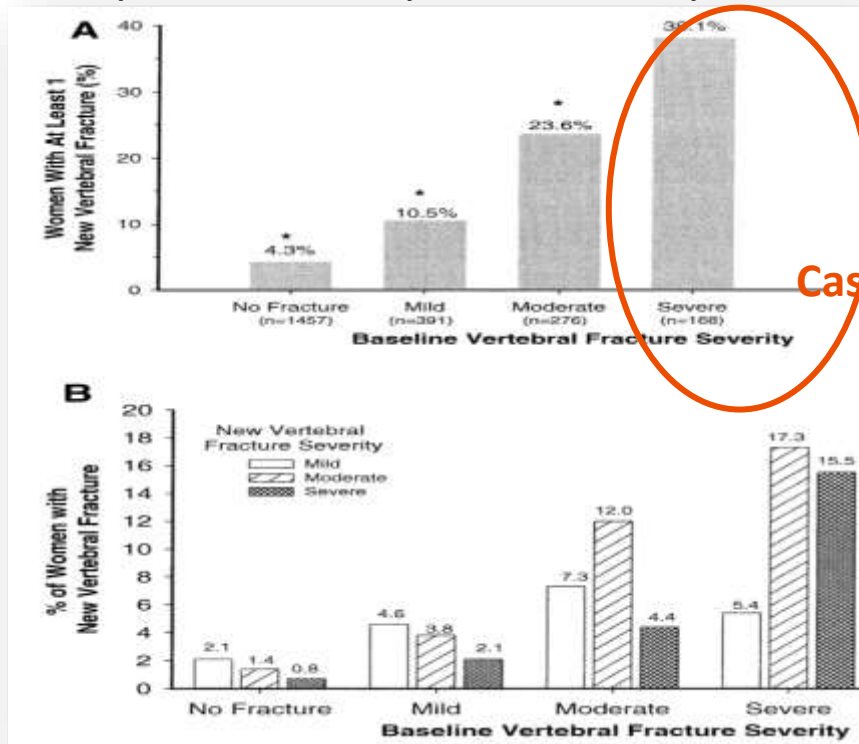 A
Women With At Least 1
New Vertebral Fracture (%)
40
30
20
10
0
*
4.3%
*
10.5%
*
23.6%
38.1%
No Fracture
(n=1457)
Mild
(n=391)
Moderate
(n=276)
Severe
(n=168)
Baseline Vertebral Fracture Severity
Cas
B
% of Women with
New Vertebral Fracture
20
18
16
14
12
10
8
6
4
2
0
New Vertebral
Fracture Severity
Mild
Moderate
Severe
2.1
1.4
0.8
4.6
3.8
2.1
7.3
12.0
4.4
5.4
17.3
15.5
No Fracture
Mild
Moderate
Severe
Baseline Vertebral Fracture Severity